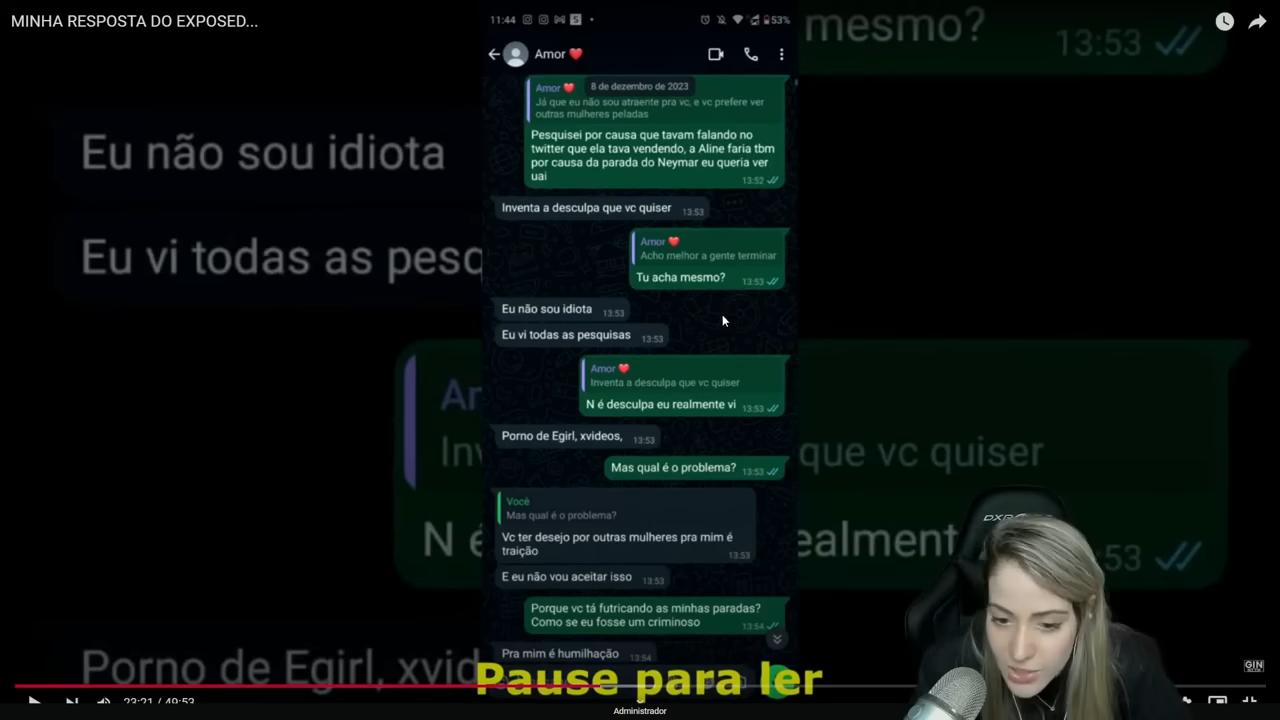 MINHA RESPOSTA DO EXPOSED...
11:44
53%
mesmo?
13:53
Amor ❤️
8 de dezembro de 2023
Amor ❤️
Já que eu não sou atraente pra vc, e vc prefere ver
outras mulheres peladas
Pesquisei por causa que tavam falando no
twitter que ela tava vendendo, a Aline faria tbm
por causa da parada do Neymar eu queria ver
uai
13:52
Inventa a desculpa que vc quiser 13:53
Amor ❤️
Acho melhor a gente terminar
Tu acha mesmo? 13:53
Eu não sou idiota 13:53
Eu vi todas as pesquisas 13:53
Amor ❤️
Inventa a desculpa que vc quiser
N é desculpa eu realmente vi 13:53
Porno de Egirl, xvideos, 13:53
Mas qual é o problema? 13:53
Você
Mas qual é o problema?
Vc ter desejo por outras mulheres pra mim é
traição
13:53
E eu não vou aceitar isso 13:53
Porque vc tá futricando as minhas paradas?
Como se eu fosse um criminoso 13:54
Pra mim é humilhação 13:54
Eu não sou idiota
Eu vi todas as pesq
Am
Inv
que vc quiser
N é
ealment
53
Porno de Egirl, xvid
DXRACER
Pause para ler
GIN
23:21 / 49:53
Administrador